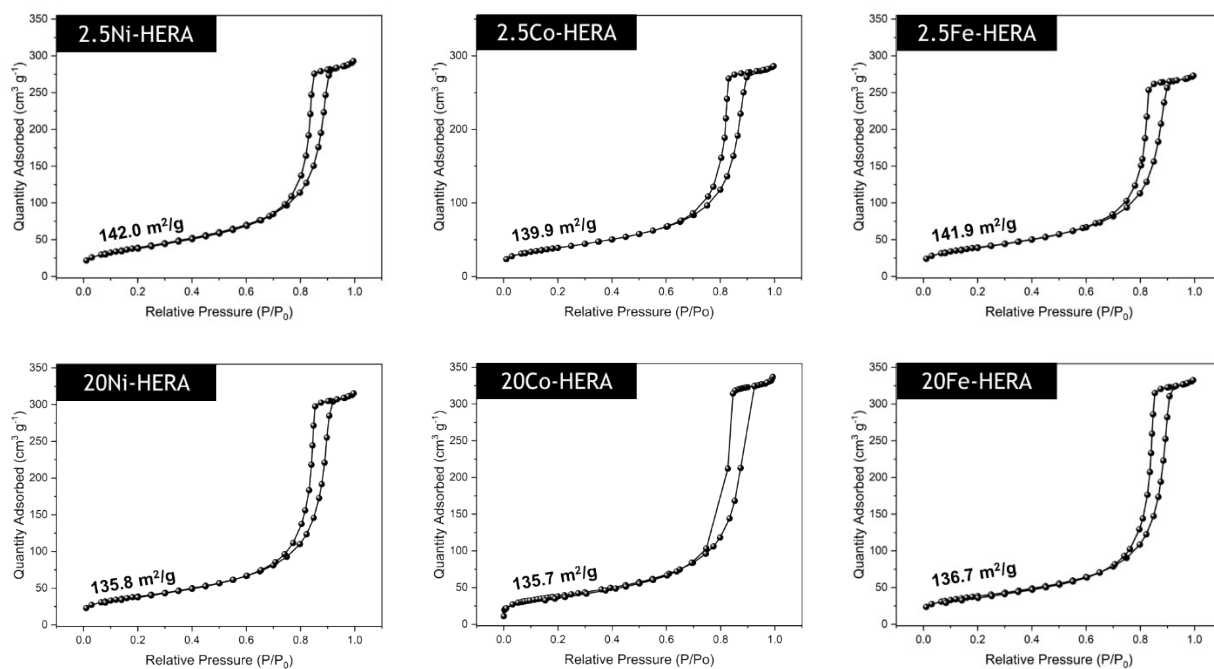 2.5Ni-HERA
350
300
250
200
150
100
50
0
Quantity Adsorbed (cm³ g⁻¹)
142.0 m²/g
0.0 0.2 0.4 0.6 0.8 1.0
Relative Pressure (P/P₀)
2.5Co-HERA
350
300
250
200
150
100
50
0
Quantity Adsorbed (cm³ g⁻¹)
139.9 m²/g
0.0 0.2 0.4 0.6 0.8 1.0
Relative Pressure (P/Po)
2.5Fe-HERA
350
300
250
200
150
100
50
0
Quantity Adsorbed (cm³ g⁻¹)
141.9 m²/g
0.0 0.2 0.4 0.6 0.8 1.0
Relative Pressure (P/P₀)
20Ni-HERA
350
300
250
200
150
100
50
0
Quantity Adsorbed (cm³ g⁻¹)
135.8 m²/g
0.0 0.2 0.4 0.6 0.8 1.0
Relative Pressure (P/P₀)
20Co-HERA
350
300
250
200
150
100
50
0
Quantity Adsorbed (cm³ g⁻¹)
135.7 m²/g
0.0 0.2 0.4 0.6 0.8 1.0
Relative Pressure (P/Po)
20Fe-HERA
350
300
250
200
150
100
50
0
Quantity Adsorbed (cm³ g⁻¹)
136.7 m²/g
0.0 0.2 0.4 0.6 0.8 1.0
Relative Pressure (P/P₀)